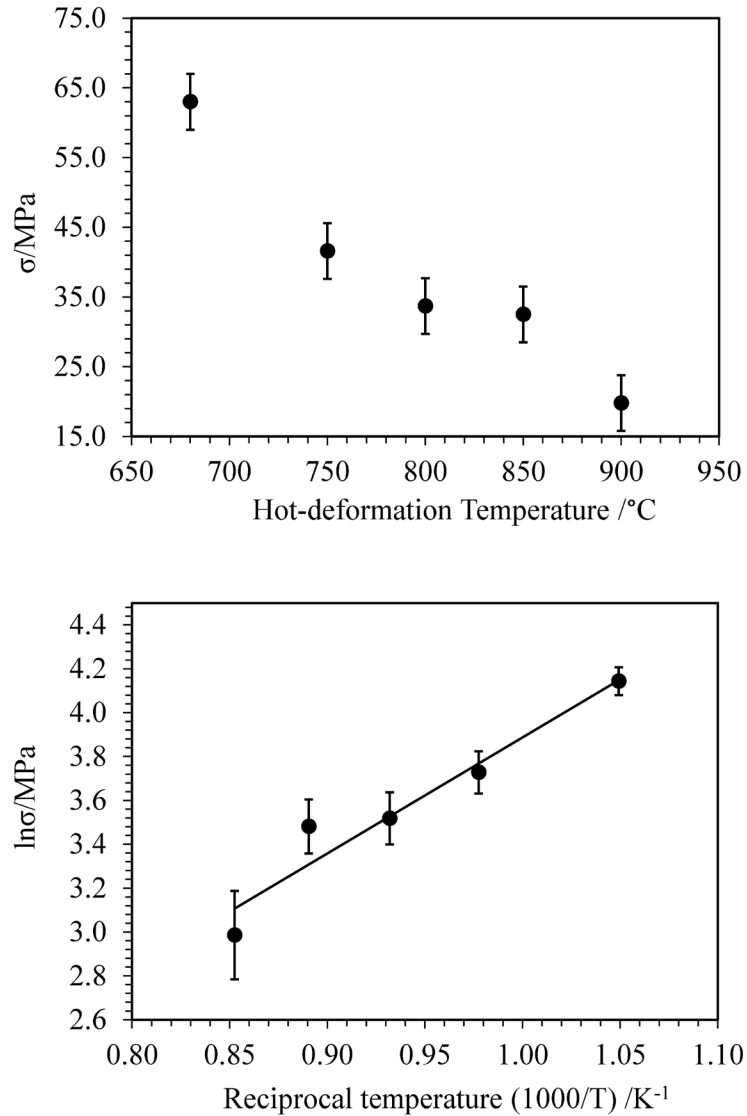 75.0
65.0
55.0
45.0
35.0
25.0
15.0
σ/MPa
650 700 750 800 850 900 950
Hot-deformation Temperature /°C
4.4
4.2
4.0
3.8
3.6
3.4
3.2
3.0
2.8
2.6
lnσ/MPa
0.80 0.85 0.90 0.95 1.00 1.05 1.10
Reciprocal temperature (1000/T) /K⁻¹